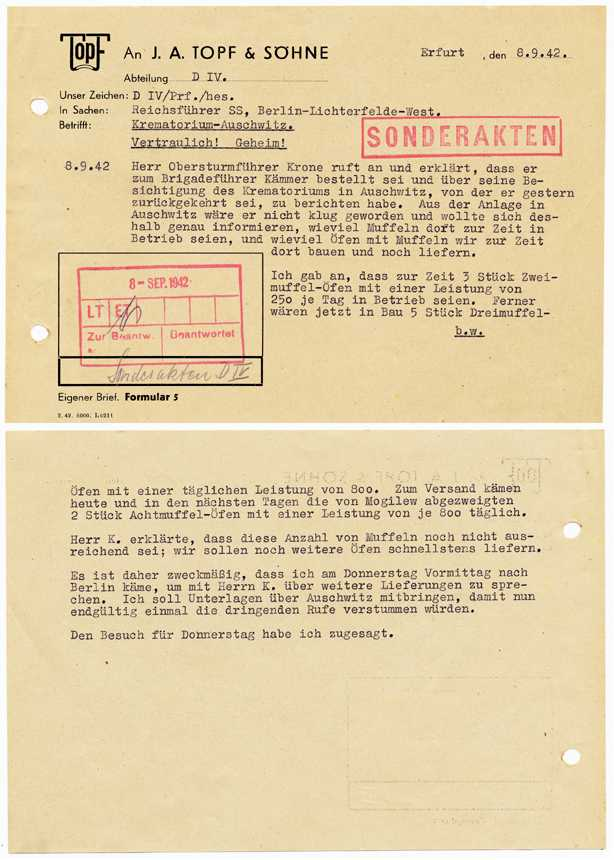 TOPF An J. A. TOPF & SÖHNE Erfurt , den 8.9.42.
Abteilung D IV.
Unser Zeichen: D IV/Prf./hes.
In Sachen: Reichsführer SS, Berlin-Lichterfelde-West.
Betrifft: Krematorium-Auschwitz.
Vertraulich! Geheim!
SONDERAKTEN
8.9.42 Herr Obersturmführer Krone ruft an und erklärt, dass er
zum Brigadeführer Kämmer bestellt sei und über seine Be-
sichtigung des Krematoriums in Auschwitz, von der er gestern
zurückgekehrt sei, zu berichten habe. Aus der Anlage in
Auschwitz wäre er nicht klug geworden und wollte sich des-
halb genau informieren, wieviel Muffeln dort zur Zeit in
Betrieb seien, und wieviel Öfen mit Muffeln wir zur Zeit
dort bauen und noch liefern.
Ich gab an, dass zur Zeit 3 Stück Zwei-
muffel-Öfen mit einer Leistung von
250 je Tag in Betrieb seien. Ferner
wären jetzt in Bau 5 Stück Dreimuffel-
b.w.
8-SEP.1942
LT ET
Zur Beantw. Beantwortet
Sonderakten D IV
Eigener Brief. Formular 5
Öfen mit einer täglichen Leistung von 800. Zum Versand kämen
heute und in den nächsten Tagen die von Mogilew abgezweigten
2 Stück Achtmuffel-Öfen mit einer Leistung von je 800 täglich.
Herr K. erklärte, dass diese Anzahl von Muffeln noch nicht aus-
reichend sei; wir sollen noch weitere Öfen schnellstens liefern.
Es ist daher zweckmäßig, dass ich am Donnerstag Vormittag nach
Berlin käme, um mit Herrn K. über weitere Lieferungen zu spre-
chen. Ich soll Unterlagen über Auschwitz mitbringen, damit nun
endgültig einmal die dringenden Rufe verstummen würden.
Den Besuch für Donnerstag habe ich zugesagt.